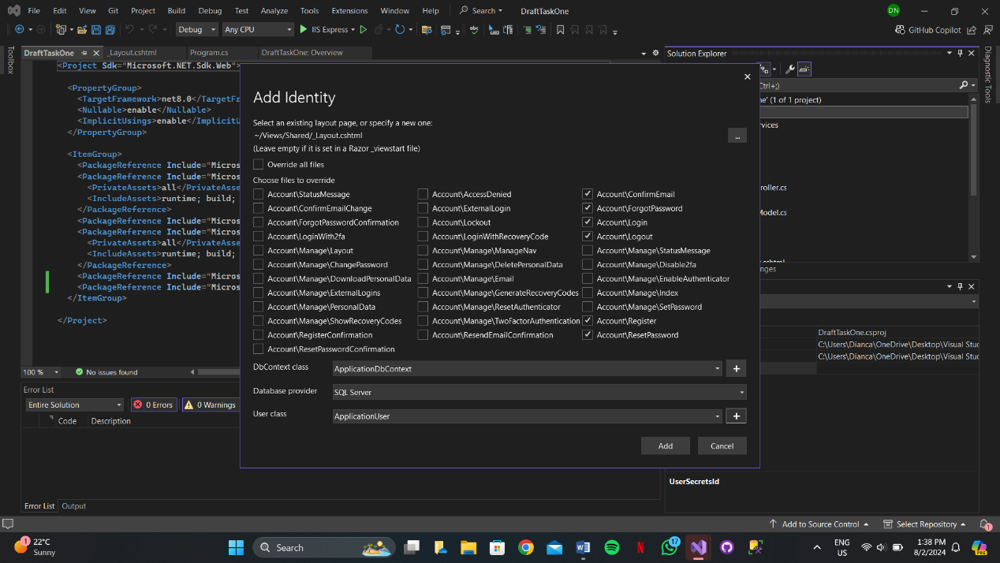 File Edit View Git Project Build Debug Test Analyze Tools Extensions Window Help Search DraftTaskOne DN
Debug Any CPU IIS Express GitHub Copilot
Toolbox
DraftTaskOne _Layout.cshtml Program.cs DraftTaskOne: Overview
<Project Sdk="Microsoft.NET.Sdk.Web">
<PropertyGroup>
<TargetFramework>net8.0</TargetFr
<Nullable>enable</Nullable>
<ImplicitUsings>enable</ImplicitU
</PropertyGroup>
<ItemGroup>
<PackageReference Include="Micros
<PackageReference Include="Micros
<PrivateAssets>all</PrivateAsse
<IncludeAssets>runtime; build;
</PackageReference>
<PackageReference Include="Micros
<PackageReference Include="Micros
<PrivateAssets>all</PrivateAsse
<IncludeAssets>runtime; build;
</PackageReference>
<PackageReference Include="Micros
<PackageReference Include="Micros
</ItemGroup>
</Project>
100 % No issues found
Error List
Entire Solution 0 Errors 0 Warnings
Code Description
Error List Output
Add Identity
Select an existing layout page, or specify a new one:
~/Views/Shared/_Layout.cshtml ...
(Leave empty if it is set in a Razor _viewstart file)
Override all files
Choose files to override
Account\StatusMessage Account\AccessDenied Account\ConfirmEmail
Account\ConfirmEmailChange Account\ExternalLogin Account\ForgotPassword
Account\ForgotPasswordConfirmation Account\Lockout Account\Login
Account\LoginWith2fa Account\LoginWithRecoveryCode Account\Logout
Account\Manage\Layout Account\Manage\ManageNav Account\Manage\StatusMessage
Account\Manage\ChangePassword Account\Manage\DeletePersonalData Account\Manage\Disable2fa
Account\Manage\DownloadPersonalData Account\Manage\Email Account\Manage\EnableAuthenticator
Account\Manage\ExternalLogins Account\Manage\GenerateRecoveryCodes Account\Manage\Index
Account\Manage\PersonalData Account\Manage\ResetAuthenticator Account\Manage\SetPassword
Account\Manage\ShowRecoveryCodes Account\Manage\TwoFactorAuthentication Account\Register
Account\RegisterConfirmation Account\ResendEmailConfirmation Account\ResetPassword
Account\ResetPasswordConfirmation
DbContext class ApplicationDbContext
Database provider SQL Server
User class ApplicationUser
Add Cancel
Solution Explorer
Ctrl+;)
ne' (1 of 1 project)
rvices
roller.cs
Model.cs
nges
DraftTaskOne.csproj
C:\Users\Dianca\OneDrive\Desktop\Visual Stud
C:\Users\Dianca\OneDrive\Desktop\Visual Stud
UserSecretsId
Diagnostic Tools
Add to Source Control Select Repository 1
1 22°C
Sunny
Search
17
PRE
ENG
US
1:38 PM
8/2/2024